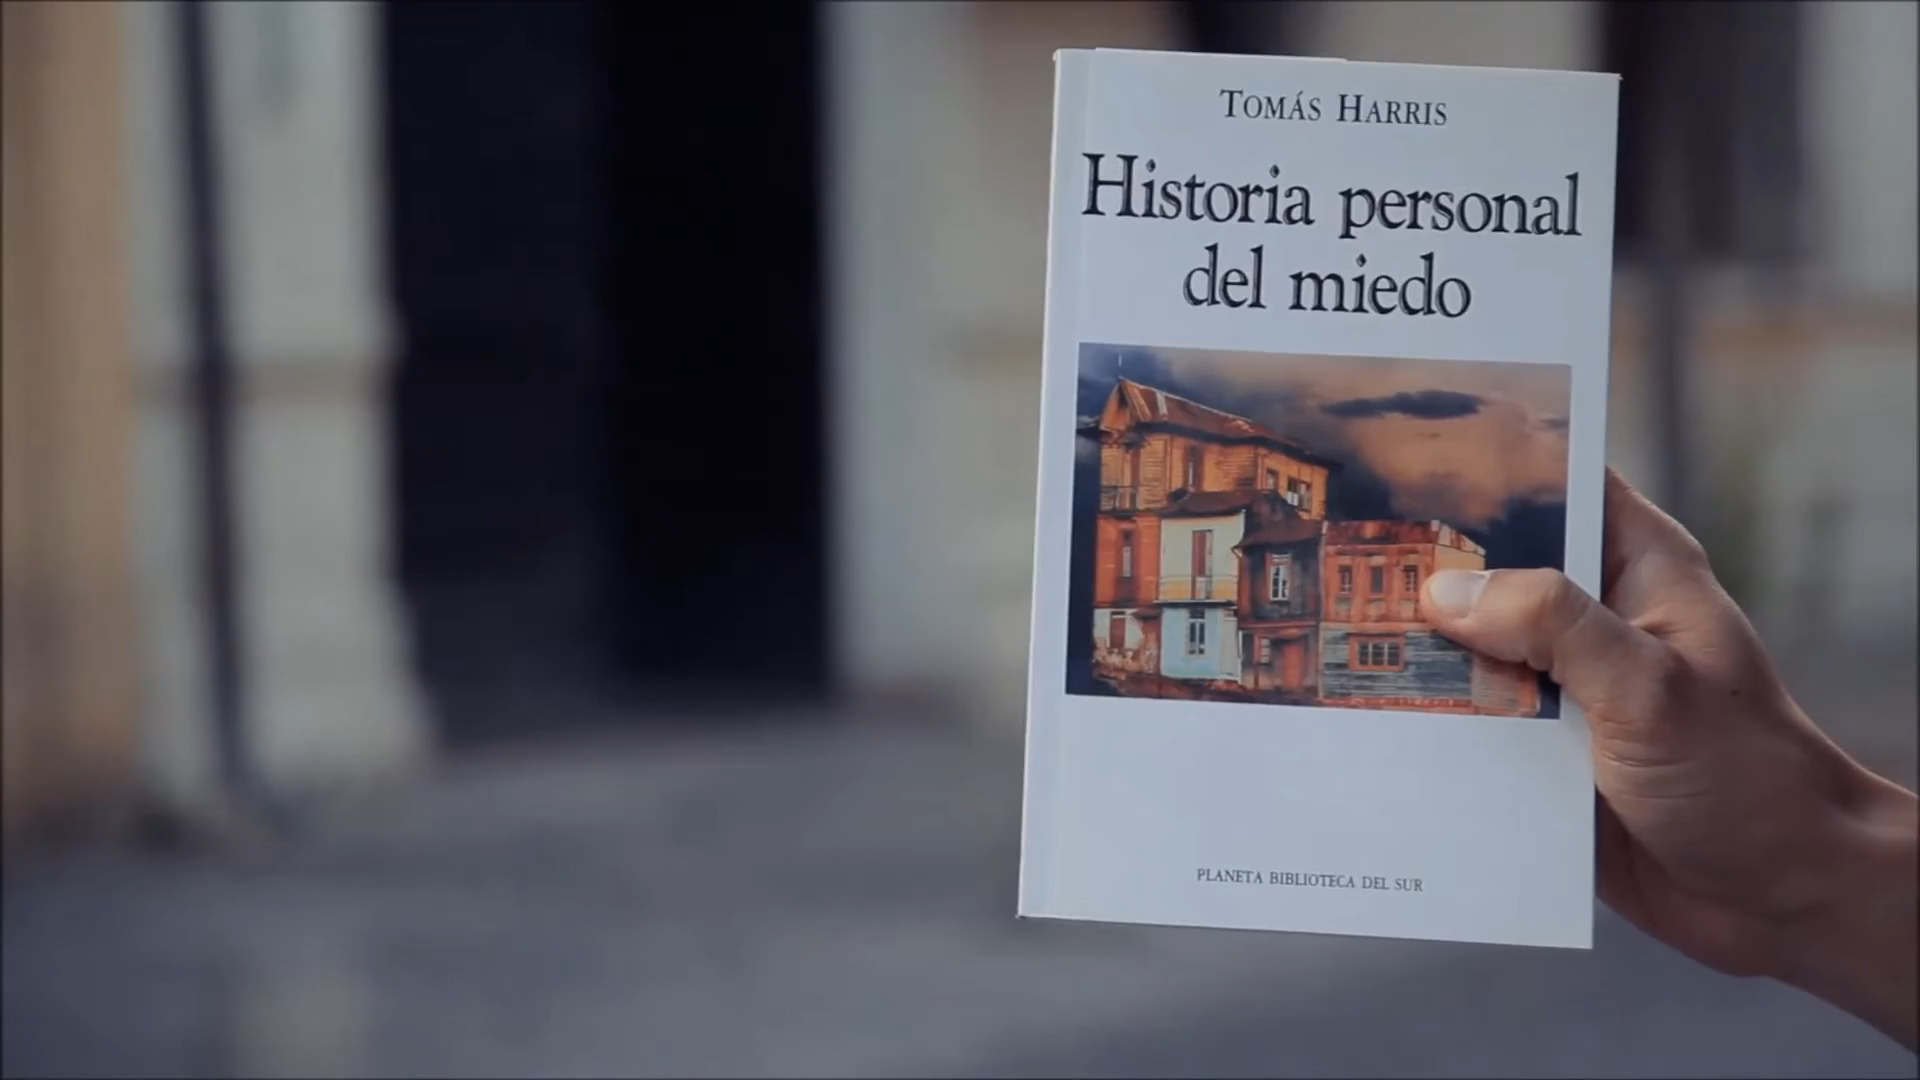 TOMÁS HARRIS
Historia personal
del miedo
PLANETA BIBLIOTECA DEL SUR